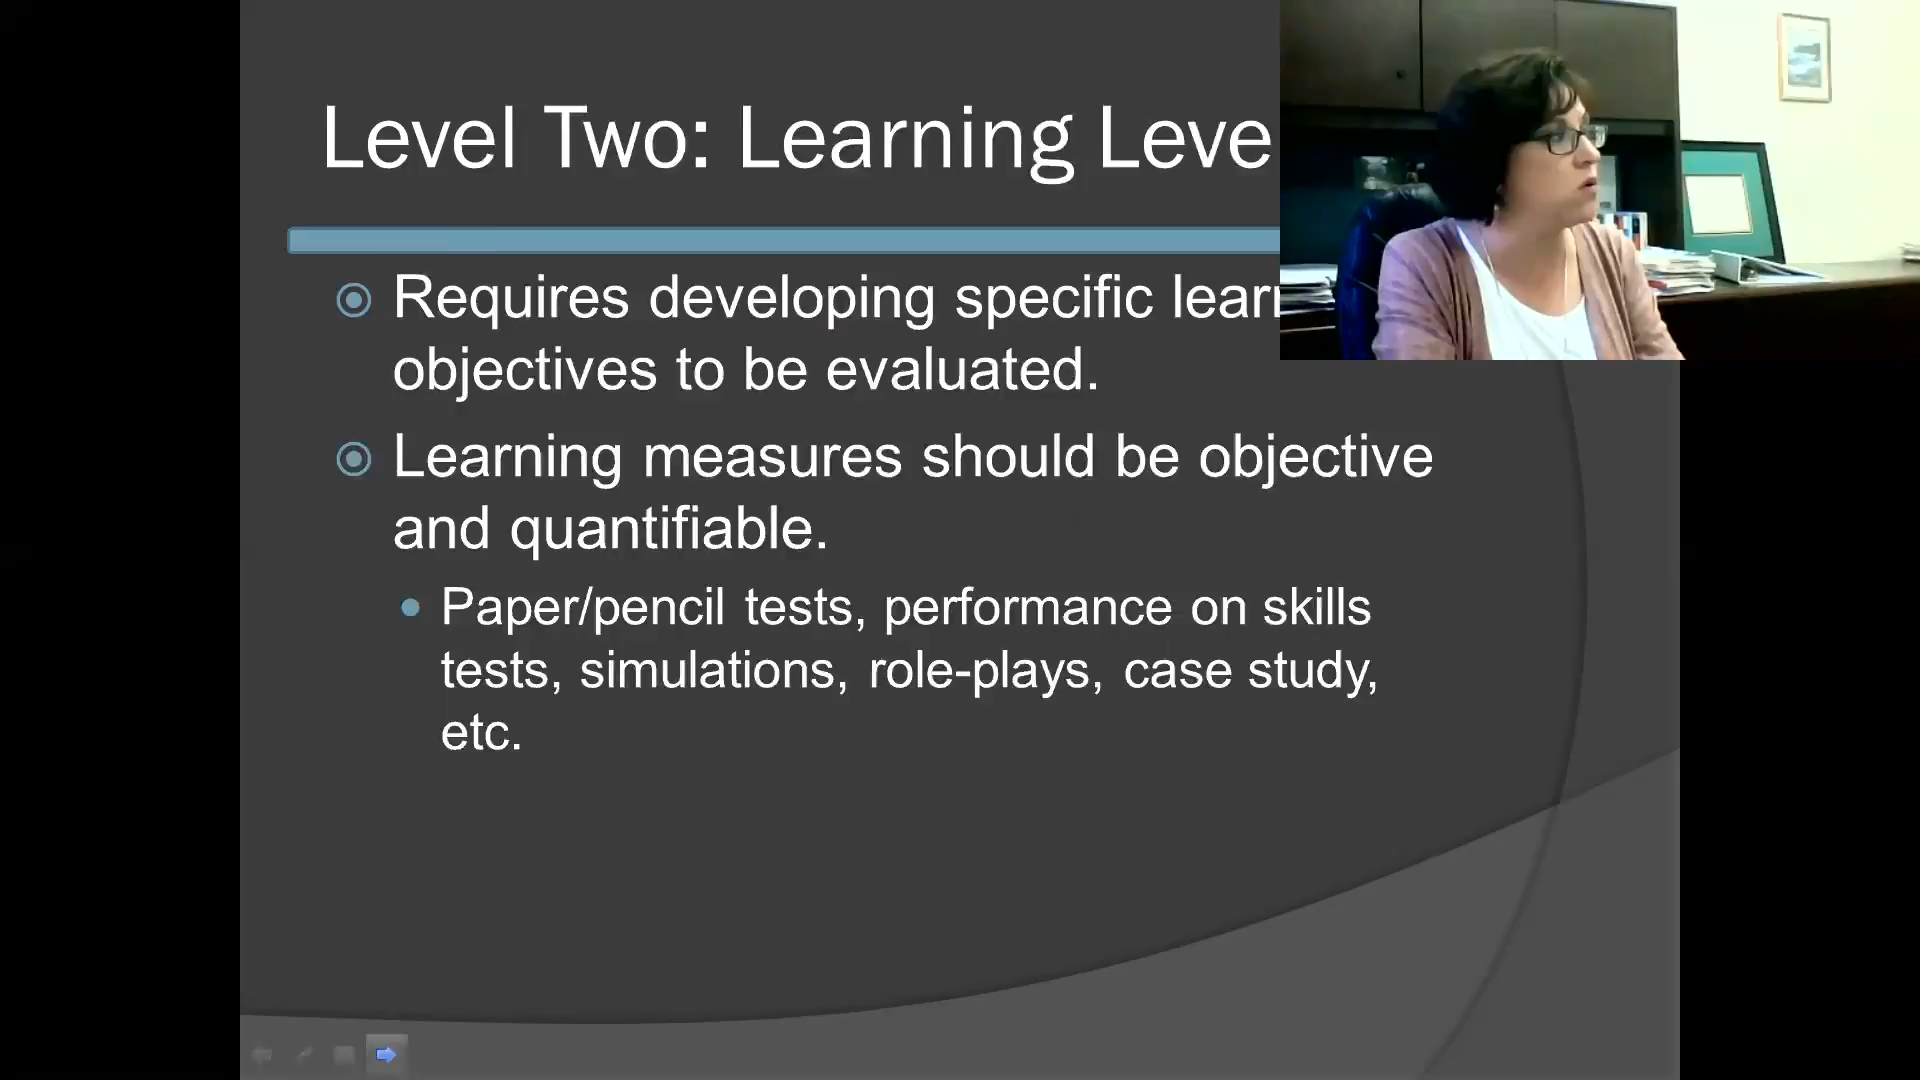 Level Two: Learning Leve
Requires developing specific lear
objectives to be evaluated.
Learning measures should be objective
and quantifiable.
Paper/pencil tests, performance on skills
tests, simulations, role-plays, case study,
etc.